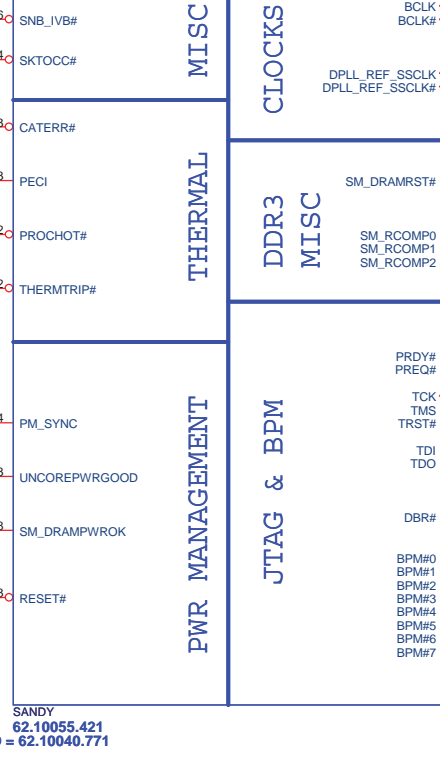 SNB_IVB#
SKTOCC#
MISC
CATERR#
PECI
PROCHOT#
THERMTRIP#
THERMAL
PM_SYNC
UNCOREPWRGOOD
SM_DRAMPWROK
RESET#
PWR MANAGEMENT
CLOCKS
BCLK
BCLK#
DPLL_REF_SSCLK
DPLL_REF_SSCLK#
DDR3
MISC
SM_DRAMRST#
SM_RCOMP0
SM_RCOMP1
SM_RCOMP2
JTAG & BPM
PRDY#
PREQ#
TCK
TMS
TRST#
TDI
TDO
DBR#
BPM#0
BPM#1
BPM#2
BPM#3
BPM#4
BPM#5
BPM#6
BPM#7
SANDY
62.10055.421
= 62.10040.771